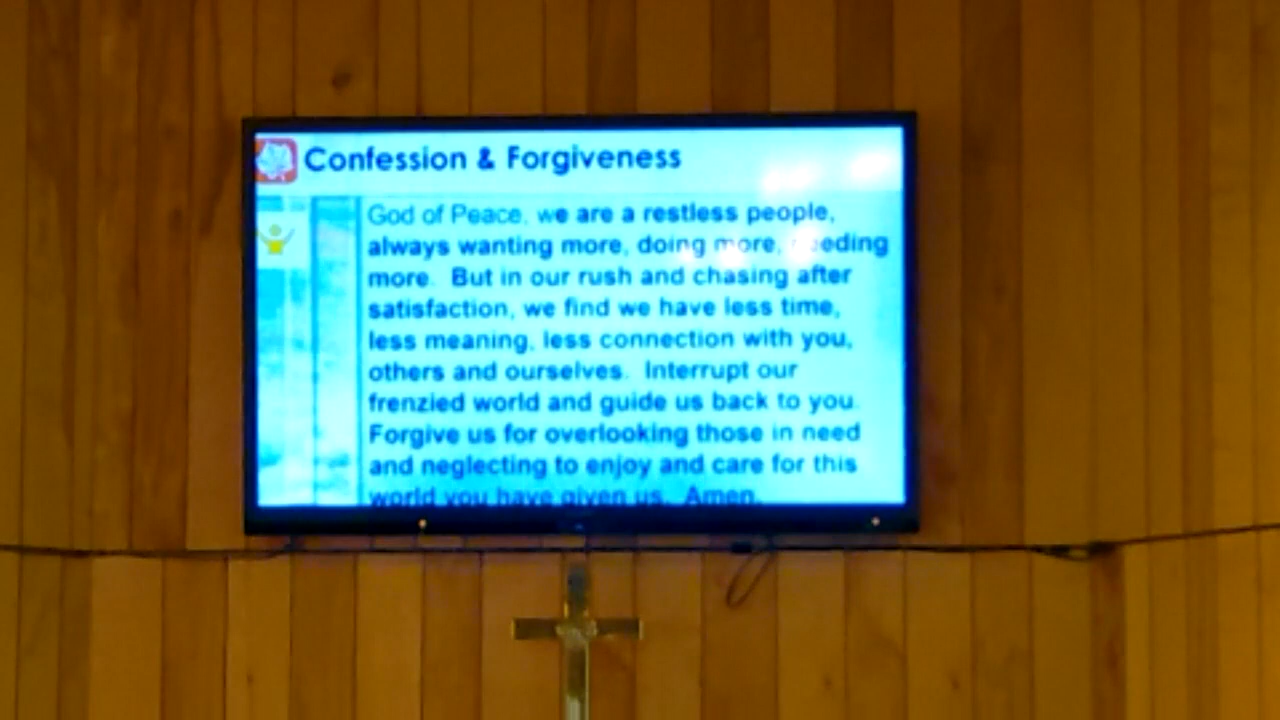 Confession & Forgiveness
God of Peace, we are a restless people,
always wanting more, doing more, needing
more. But in our rush and chasing after
satisfaction, we find we have less time,
less meaning, less connection with you,
others and ourselves. Interrupt our
frenzied world and guide us back to you.
Forgive us for overlooking those in need
and neglecting to enjoy and care for this
world you have given us. Amen.